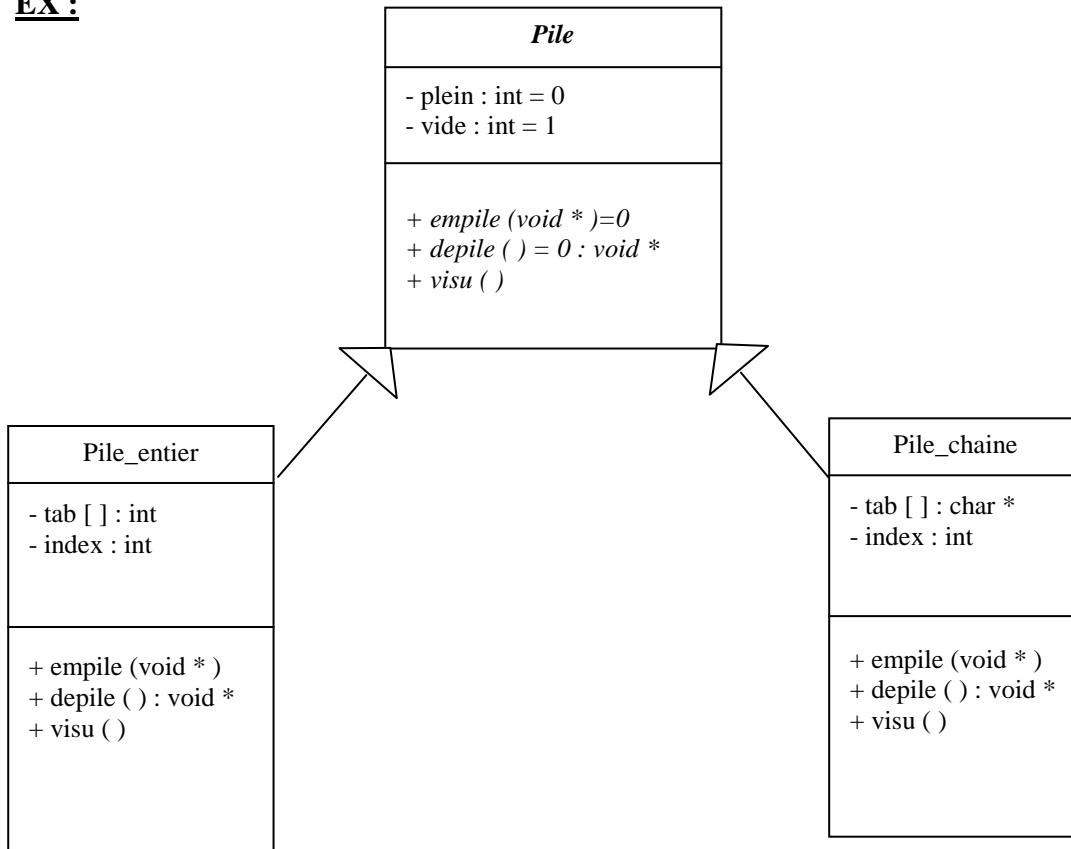 EX :
Pile
- plein : int = 0
- vide : int = 1
+ empile (void * )=0
+ depile ( ) = 0 : void *
+ visu ( )
Pile_entier
- tab [ ] : int
- index : int
+ empile (void * )
+ depile ( ) : void *
+ visu ( )
Pile_chaine
- tab [ ] : char *
- index : int
+ empile (void * )
+ depile ( ) : void *
+ visu ( )